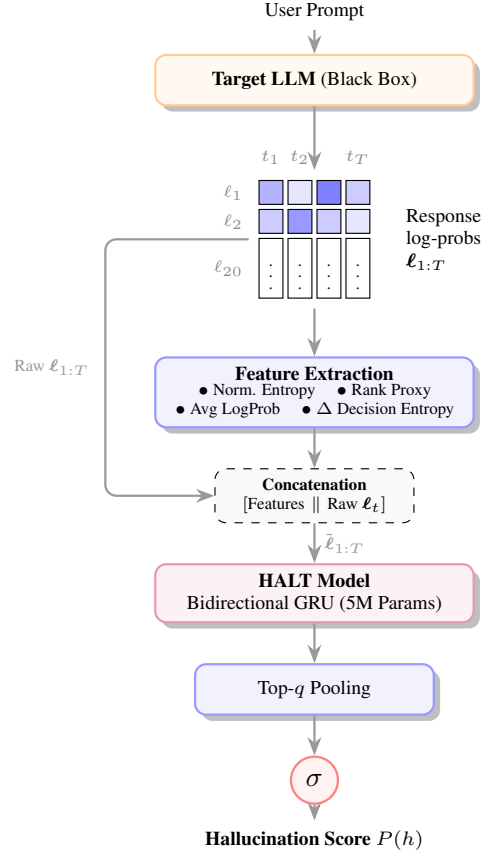 User Prompt
Target LLM (Black Box)
t₁ t₂ t_T
ℓ₁
ℓ₂
ℓ₂₀
Response
log-probs
ℓ₁:T
Raw ℓ₁:T
Feature Extraction
● Norm. Entropy ● Rank Proxy
● Avg LogProb ● Δ Decision Entropy
Concatenation
[Features || Raw ℓₜ]
ℓ̃₁:T
HALT Model
Bidirectional GRU (5M Params)
Top-q Pooling
σ
Hallucination Score P(h)